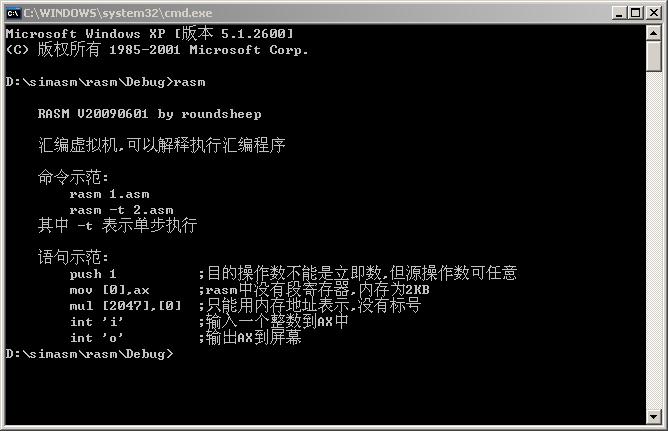 C:\WINDOWS\system32\cmd.exe
Microsoft Windows XP [版本 5.1.2600]
(C) 版权所有 1985-2001 Microsoft Corp.
D:\simasm\rasm\Debug>rasm
RASM V20090601 by roundsheep
汇编虚拟机,可以解释执行汇编程序
命令示范:
rasm 1.asm
rasm -t 2.asm
其中 -t 表示单步执行
语句示范:
push 1 ;目的操作数不能是立即数,但源操作数可任意
mov [0],ax ;rasm中没有段寄存器,内存为2KB
mul [2047],[0] ;只能用内存地址表示,没有标号
int 'i' ;输入一个整数到AX中
int 'o' ;输出AX到屏幕
D:\simasm\rasm\Debug>